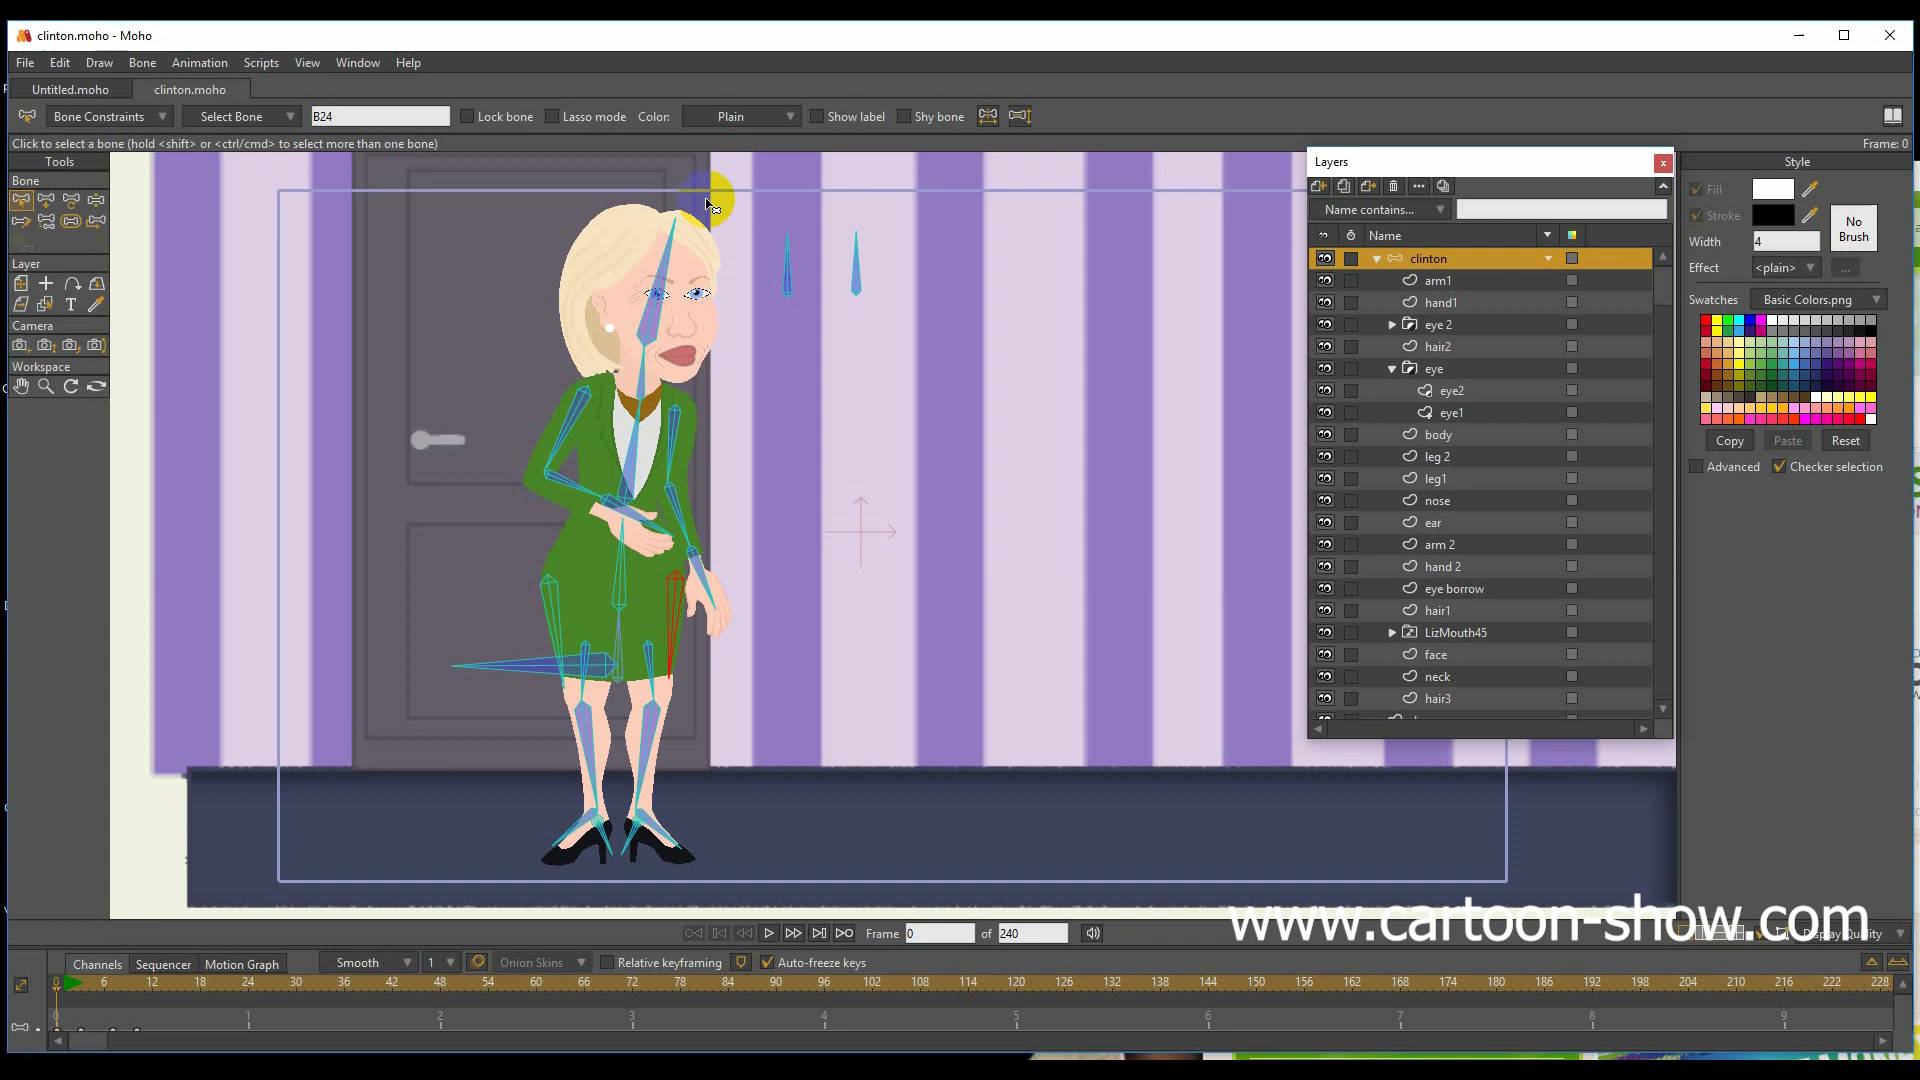 clinton.moho - Moho
File Edit Draw Bone Animation Scripts View Window Help
Untitled.moho clinton.moho
Bone Constraints Select Bone B24 Lock bone Lasso mode Color: Plain Show label Shy bone
Click to select a bone (hold <shift> or <ctrl/cmd> to select more than one bone) Frame: 0
Tools
Bone
Layer
Camera
Workspace
Layers
Name contains...
Name
clinton
arm1
hand1
eye 2
hair2
eye
eye2
eye1
body
leg 2
leg1
nose
ear
arm 2
hand 2
eye borrow
hair1
LizMouth45
face
neck
hair3
Style
Fill
Stroke
No Brush
Width 4
Effect <plain> ...
Swatches Basic Colors.png
Copy Paste Reset
Advanced Checker selection
www.cartoon-show.com
Frame 0 of 240 Display Quality
Channels Sequencer Motion Graph Smooth 1 Onion Skins Relative keyframing Auto-freeze keys
0 6 12 18 24 30 36 42 48 54 60 66 72 78 84 90 96 102 108 114 120 126 132 138 144 150 156 162 168 174 180 186 192 198 204 210 216 222 228
0 1 2 3 4 5 6 7 8 9